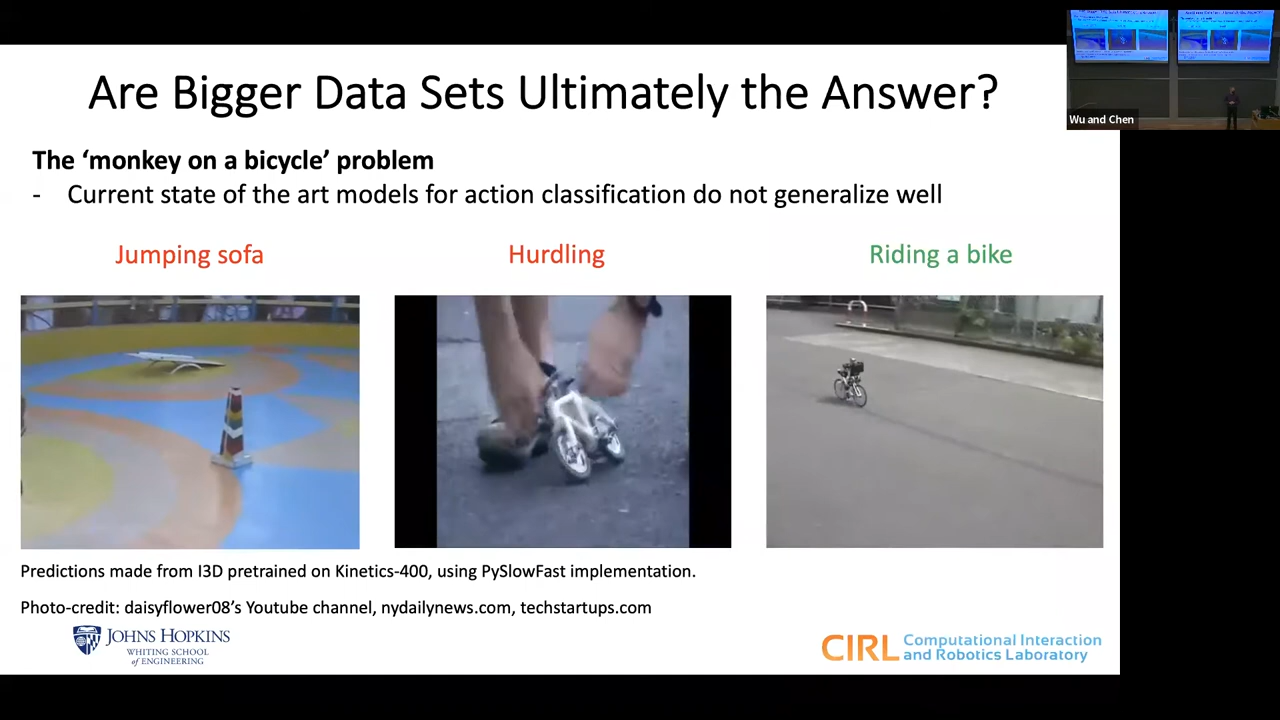 Are Bigger Data Sets Ultimately the Answer?
Wu and Chen
The ‘monkey on a bicycle’ problem
- Current state of the art models for action classification do not generalize well
Jumping sofa
Hurdling
Riding a bike
Predictions made from I3D pretrained on Kinetics-400, using PySlowFast implementation.
Photo-credit: daisyflower08’s Youtube channel, nydailynews.com, techstartups.com
JOHNS HOPKINS
WHITING SCHOOL
of ENGINEERING
CIRL Computational Interaction
and Robotics Laboratory